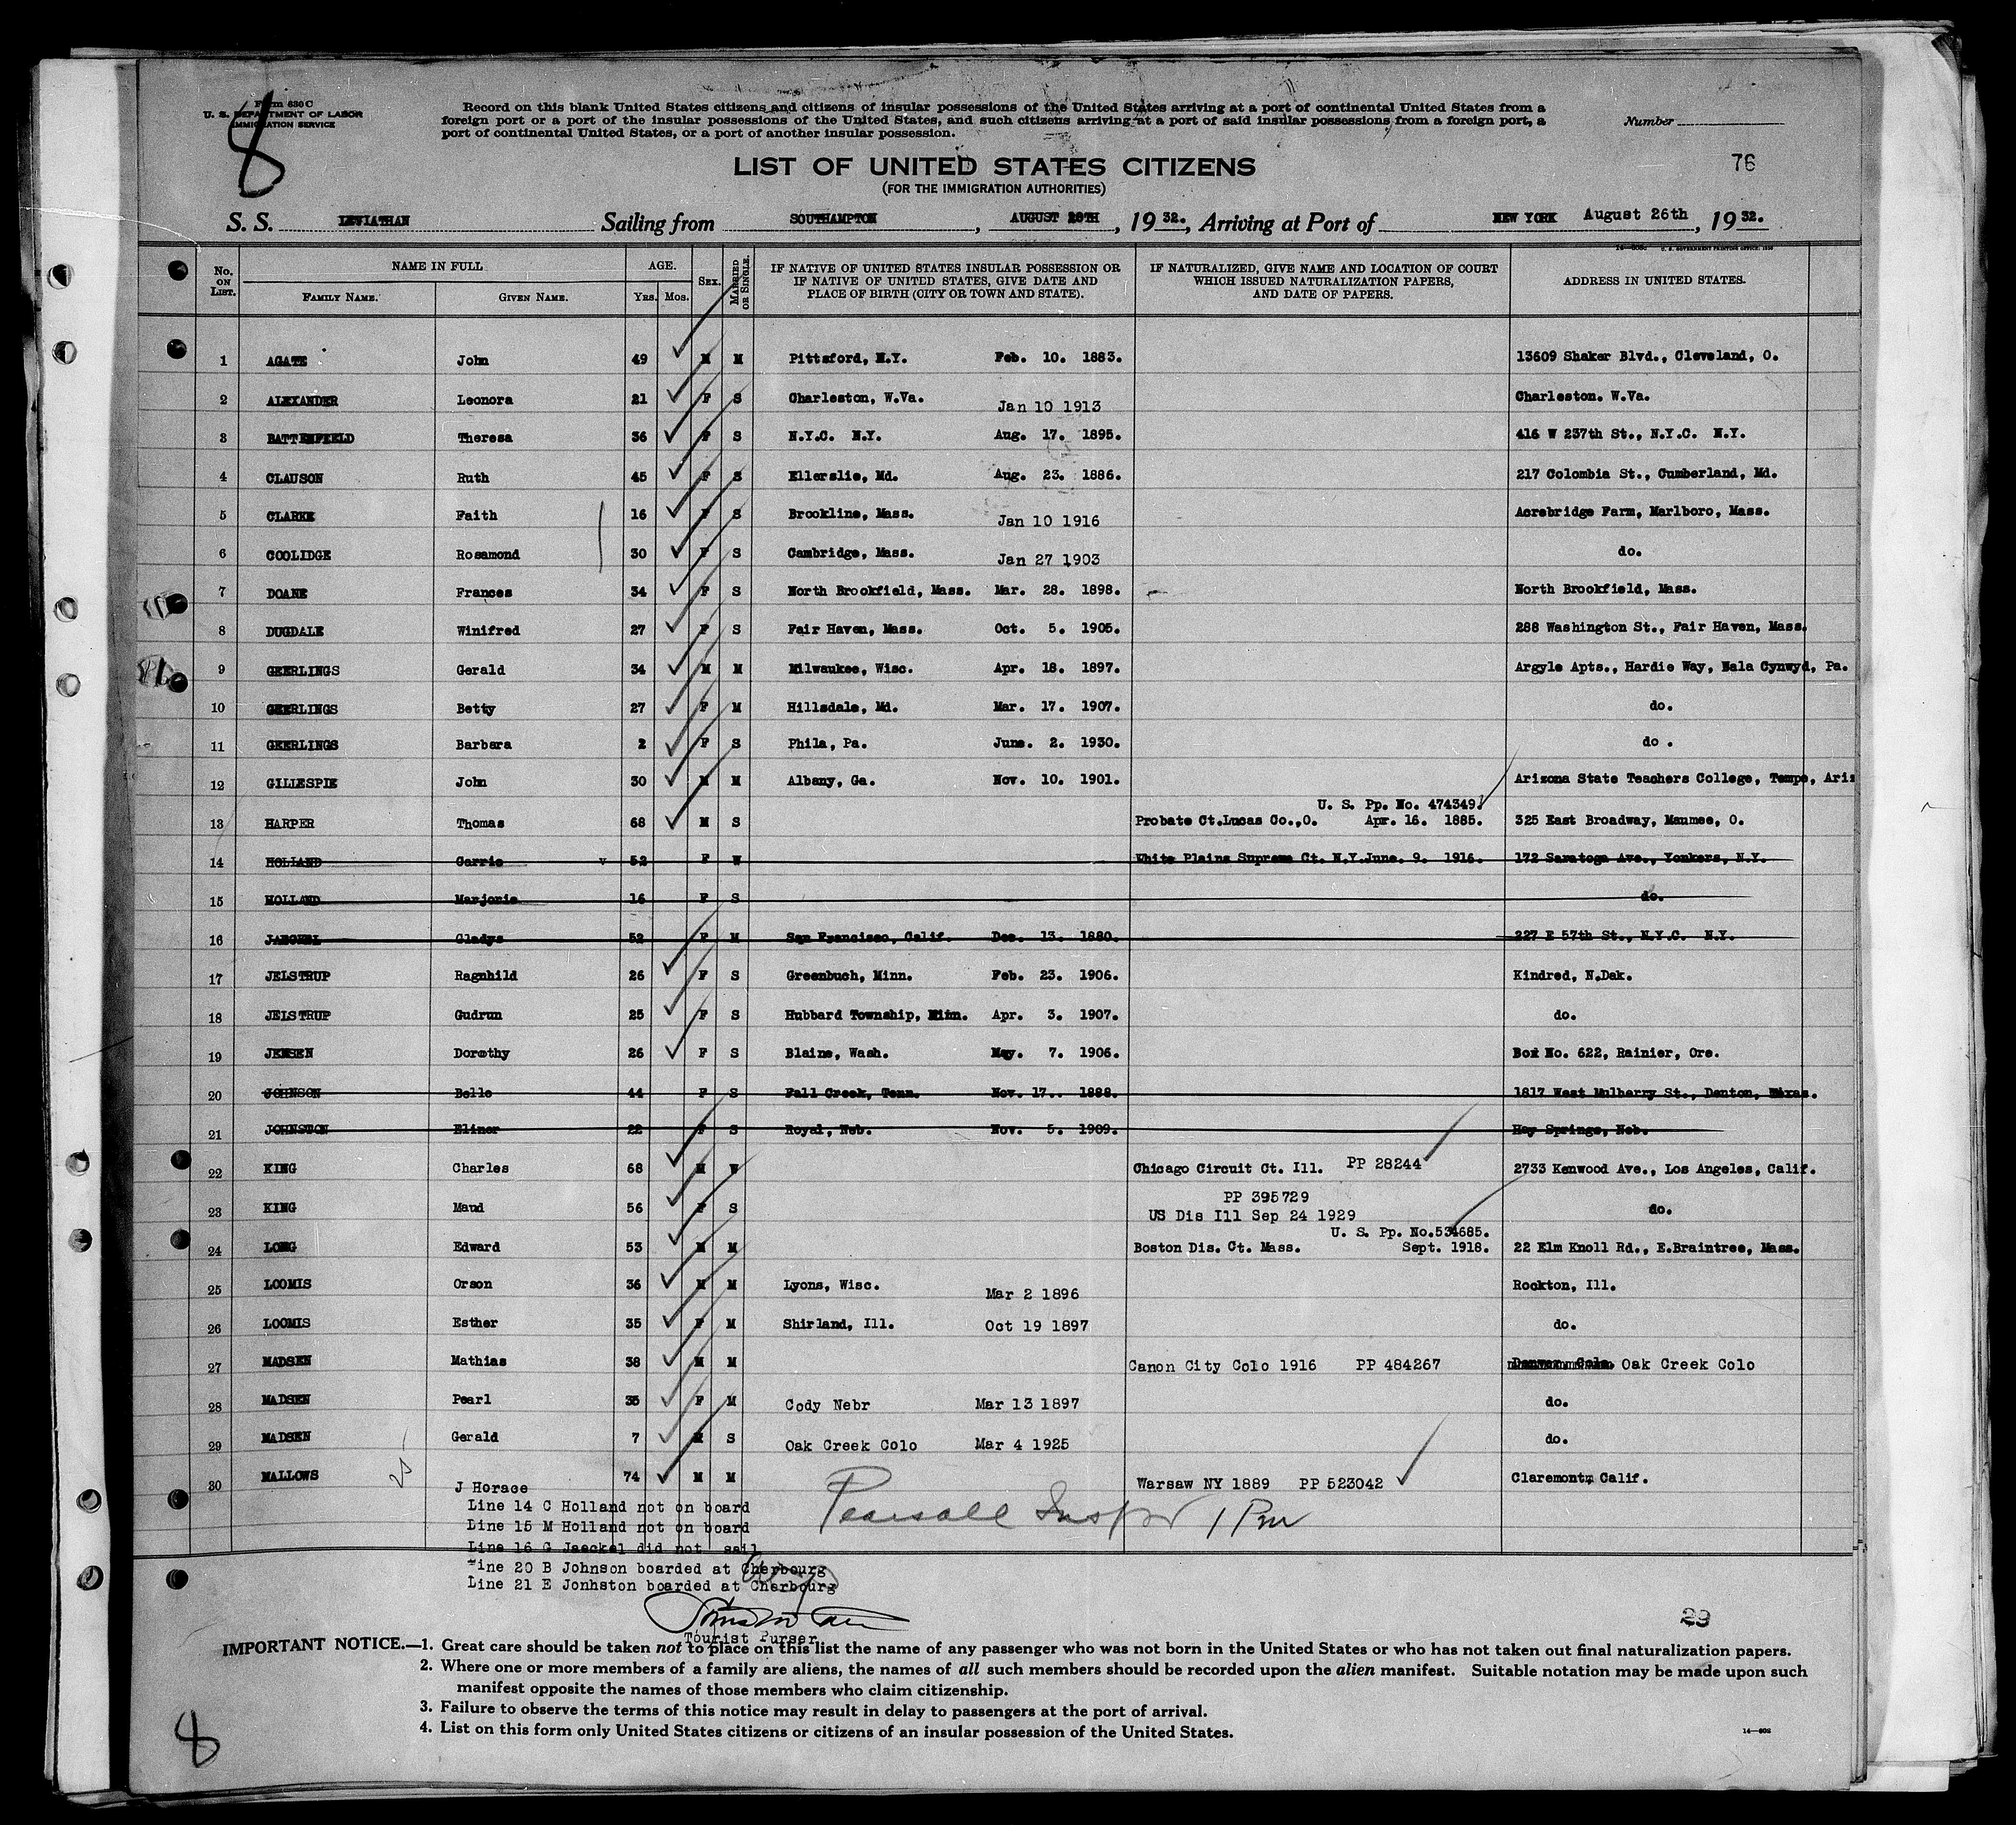 8
Form 630 C
U. S. DEPARTMENT OF LABOR
IMMIGRATION SERVICE
Record on this blank United States citizens and citizens of insular possessions of the United States arriving at a port of continental United States from a
foreign port or a port of the insular possessions of the United States, and such citizens arriving at a port of said insular possessions from a foreign port, a
port of continental United States, or a port of another insular possession.
Number
LIST OF UNITED STATES CITIZENS
(FOR THE IMMIGRATION AUTHORITIES)
76
S. S. LEVIATHAN Sailing from SOUTHAMPTON, AUGUST 20TH, 1932., Arriving at Port of NEW YORK August 26th, 1932.
No. ON LIST. NAME IN FULL FAMILY NAME. GIVEN NAME. AGE. Yrs. Mos. SEX. MARRIED OR SINGLE. IF NATIVE OF UNITED STATES INSULAR POSSESSION OR IF NATIVE OF UNITED STATES, GIVE DATE AND PLACE OF BIRTH (CITY OR TOWN AND STATE). IF NATURALIZED, GIVE NAME AND LOCATION OF COURT WHICH ISSUED NATURALIZATION PAPERS, AND DATE OF PAPERS. ADDRESS IN UNITED STATES.
1 AGATE John 49 M M Pittsford, N.Y. Feb. 10. 1883. 13609 Shaker Blvd., Cleveland, O.
2 ALEXANDER Leonora 21 F S Charleston, W.Va. Jan 10 1913 Charleston. W.Va.
3 BATTENFIELD Theresa 36 F S N.Y.C. N.Y. Aug. 17. 1895. 416 W 237th St., N.Y.C. N.Y.
4 CLAUSON Ruth 45 F S Ellerslie, Md. Aug. 23. 1886. 217 Colombia St., Cumberland, Md.
5 CLARKE Faith 16 F S Brookline, Mass. Jan 10 1916 Acrebridge Farm, Marlboro, Mass.
6 COOLIDGE Rosamond 30 F S Cambridge, Mass. Jan 27 1903 do.
7 DOANE Frances 34 F S North Brookfield, Mass. Mar. 28. 1898. North Brookfield, Mass.
8 DUGDALE Winifred 27 F S Fair Haven, Mass. Oct. 5. 1905. 288 Washington St., Fair Haven, Mass.
9 GEERLINGS Gerald 34 M M Milwaukee, Wisc. Apr. 18. 1897. Argyle Apts., Hardie Way, Bala Cynwyd, Pa.
10 GEERLINGS Betty 27 F M Hillsdale, Md. Mar. 17. 1907. do.
11 GEERLINGS Barbara 2 F S Phila, Pa. June. 2. 1930. do .
12 GILLESPIE John 30 M M Albany, Ga. Nov. 10. 1901. Arizona State Teachers College, Tempe, Ariz
U. S. Pp. No. 474349.
13 HARPER Thomas 68 M S Probate Ct.Lucas Co.,O. Apr. 16. 1885. 325 East Broadway, Maumee, O.
14 HOLLAND Carrie v 52 F W White Plains Supreme Ct. N.Y.June. 9. 1916. 172 Saratoga Ave., Yonkers, N.Y.
15 HOLLAND Marjorie 16 F S do.
16 JAECKEL Gladys 52 F M San Francisco, Calif. Dec. 13. 1880. 227 E 57th St., N.Y.C. N.Y.
17 JELSTRUP Ragnhild 26 F S Greenbuch, Minn. Feb. 23. 1906. Kindred, N.Dak.
18 JELSTRUP Gudrun 25 F S Hubbard Township, Minn. Apr. 3. 1907. do.
19 JENSEN Dorothy 26 F S Blaine, Wash. May. 7. 1906. Box No. 622, Rainier, Ore.
20 JOHNSON Belle 44 F S Fall Creek, Tenn. Nov. 17.. 1888. 1817 West Mulberry St., Denton, Texas.
21 JOHNSTON Elinor 22 F S Royal, Neb. Nov. 5. 1909. Hay Springs, Neb.
22 KING Charles 68 M W Chicago Circuit Ct. Ill. PP 28244 2733 Kenwood Ave., Los Angeles, Calif.
PP 395729
23 KING Maud 56 F S US Dis Ill Sep 24 1929 do.
U. S. Pp. No.534685.
24 LONG Edward 53 M M Boston Dis. Ct. Mass. Sept. 1918. 22 Elm Knoll Rd., E.Braintree, Mass.
25 LOOMIS Orson 36 M M Lyons, Wisc. Mar 2 1896 Rockton, Ill.
26 LOOMIS Esther 35 F M Shirland, Ill. Oct 19 1897 do.
27 MADSEN Mathias 38 M M Canon City Colo 1916 PP 484267 Denver, Colo. Oak Creek Colo
28 MADSEN Pearl 35 F M Cody Nebr Mar 13 1897 do.
29 MADSEN Gerald 7 M S Oak Creek Colo Mar 4 1925 do.
30 MALLOWS J Horace 74 M M Warsaw NY 1889 PP 523042 Claremont, Calif.
25
Pearsall Inspr 1 Pm
Line 14 C Holland not on board
Line 15 M Holland not on board
Line 16 G Jaeckel did not sail
Line 20 B Johnson boarded at Cherbourg
Line 21 E Jonhston boarded at Cherbourg
Tourist Purser
29
IMPORTANT NOTICE.—1. Great care should be taken not to place on this list the name of any passenger who was not born in the United States or who has not taken out final naturalization papers.
2. Where one or more members of a family are aliens, the names of all such members should be recorded upon the alien manifest. Suitable notation may be made upon such
manifest opposite the names of those members who claim citizenship.
3. Failure to observe the terms of this notice may result in delay to passengers at the port of arrival.
4. List on this form only United States citizens or citizens of an insular possession of the United States.
8